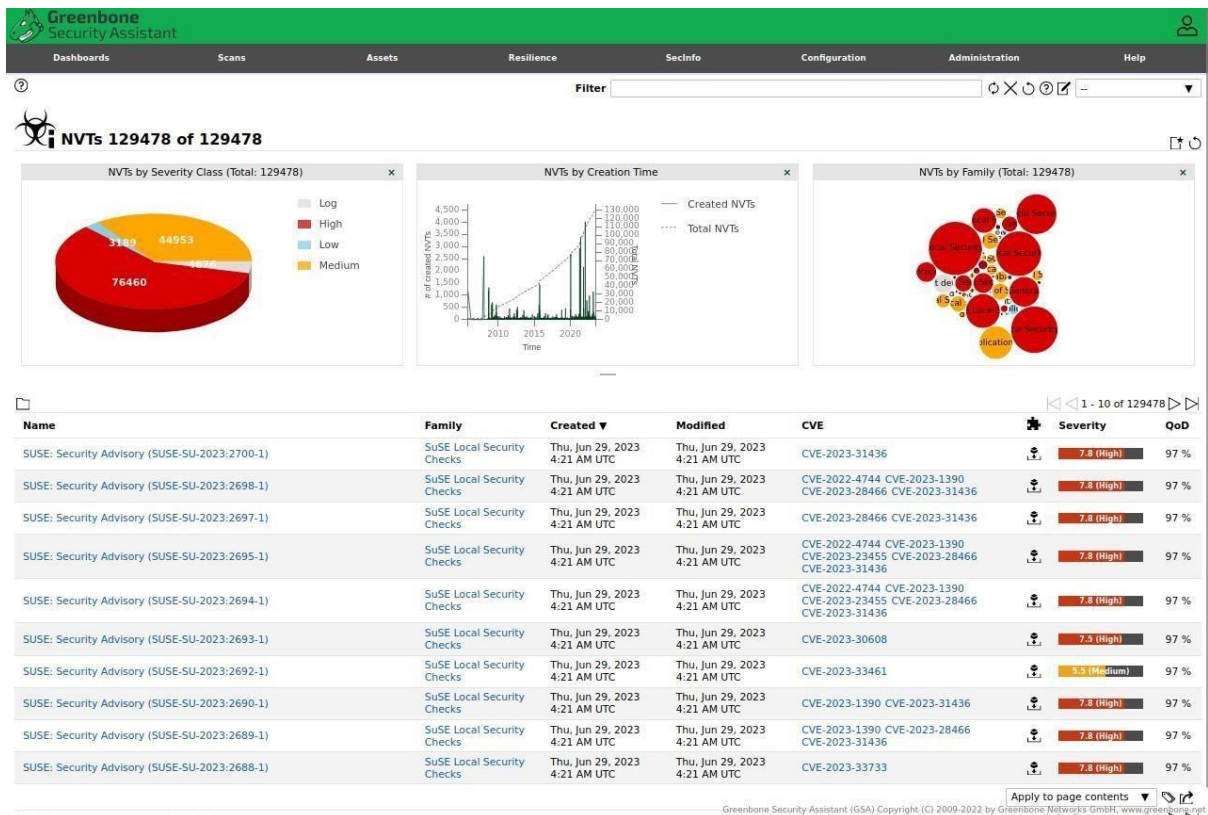 Greenbone
Security Assistant
Dashboards Scans Assets Resilience SecInfo Configuration Administration Help
Filter --
NVTs 129478 of 129478
NVTs by Severity Class (Total: 129478) ×
3189 44953
4876
76460
Log
High
Low
Medium
NVTs by Creation Time ×
4,500
4,000
3,500
3,000
2,500
2,000
1,500
1,000
500
0
# of created NVTs
130,000
120,000
110,000
100,000
90,000
80,000
70,000
60,000
50,000
40,000
30,000
20,000
10,000
0
Total NVTs
2010 2015 2020
Time
Created NVTs
Total NVTs
NVTs by Family (Total: 129478) ×
1 - 10 of 129478
Name Family Created ▼ Modified CVE Severity QoD
SUSE: Security Advisory (SUSE-SU-2023:2700-1) SuSE Local Security Checks Thu, Jun 29, 2023 4:21 AM UTC Thu, Jun 29, 2023 4:21 AM UTC CVE-2023-31436 7.8 (High) 97 %
SUSE: Security Advisory (SUSE-SU-2023:2698-1) SuSE Local Security Checks Thu, Jun 29, 2023 4:21 AM UTC Thu, Jun 29, 2023 4:21 AM UTC CVE-2022-4744 CVE-2023-1390 CVE-2023-28466 CVE-2023-31436 7.8 (High) 97 %
SUSE: Security Advisory (SUSE-SU-2023:2697-1) SuSE Local Security Checks Thu, Jun 29, 2023 4:21 AM UTC Thu, Jun 29, 2023 4:21 AM UTC CVE-2023-28466 CVE-2023-31436 7.8 (High) 97 %
SUSE: Security Advisory (SUSE-SU-2023:2695-1) SuSE Local Security Checks Thu, Jun 29, 2023 4:21 AM UTC Thu, Jun 29, 2023 4:21 AM UTC CVE-2022-4744 CVE-2023-1390 CVE-2023-23455 CVE-2023-28466 CVE-2023-31436 7.8 (High) 97 %
SUSE: Security Advisory (SUSE-SU-2023:2694-1) SuSE Local Security Checks Thu, Jun 29, 2023 4:21 AM UTC Thu, Jun 29, 2023 4:21 AM UTC CVE-2022-4744 CVE-2023-1390 CVE-2023-23455 CVE-2023-28466 CVE-2023-31436 7.8 (High) 97 %
SUSE: Security Advisory (SUSE-SU-2023:2693-1) SuSE Local Security Checks Thu, Jun 29, 2023 4:21 AM UTC Thu, Jun 29, 2023 4:21 AM UTC CVE-2023-30608 7.5 (High) 97 %
SUSE: Security Advisory (SUSE-SU-2023:2692-1) SuSE Local Security Checks Thu, Jun 29, 2023 4:21 AM UTC Thu, Jun 29, 2023 4:21 AM UTC CVE-2023-33461 5.5 (Medium) 97 %
SUSE: Security Advisory (SUSE-SU-2023:2690-1) SuSE Local Security Checks Thu, Jun 29, 2023 4:21 AM UTC Thu, Jun 29, 2023 4:21 AM UTC CVE-2023-1390 CVE-2023-31436 7.8 (High) 97 %
SUSE: Security Advisory (SUSE-SU-2023:2689-1) SuSE Local Security Checks Thu, Jun 29, 2023 4:21 AM UTC Thu, Jun 29, 2023 4:21 AM UTC CVE-2023-1390 CVE-2023-28466 CVE-2023-31436 7.8 (High) 97 %
SUSE: Security Advisory (SUSE-SU-2023:2688-1) SuSE Local Security Checks Thu, Jun 29, 2023 4:21 AM UTC Thu, Jun 29, 2023 4:21 AM UTC CVE-2023-33733 7.8 (High) 97 %
Apply to page contents ▼
Greenbone Security Assistant (GSA) Copyright (C) 2009-2022 by Greenbone Networks GmbH, www.greenbone.net